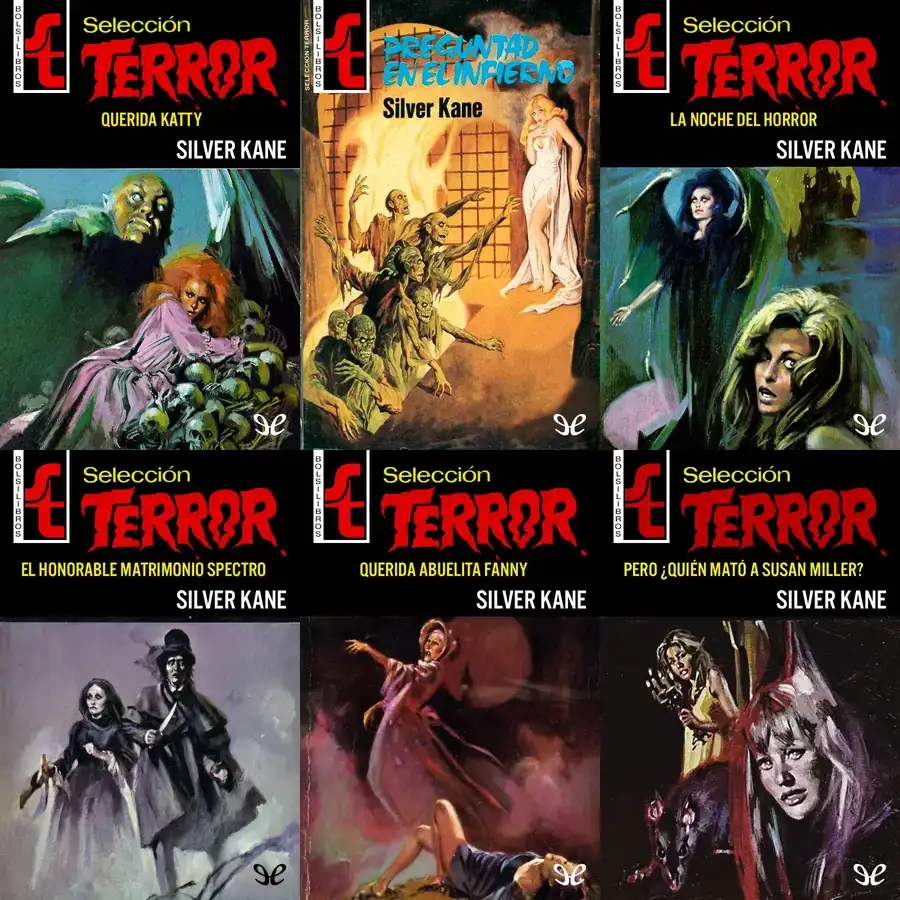 BOLSILIBROS
Selección
TERROR
QUERIDA KATTY
SILVER KANE
SELECCIÓN TERROR
BOLSILIBROS
PREGUNTAD
EN EL INFIERNO
Silver Kane
BOLSILIBROS
Selección
TERROR
LA NOCHE DEL HORROR
SILVER KANE
BOLSILIBROS
Selección
TERROR
EL HONORABLE MATRIMONIO SPECTRO
SILVER KANE
BOLSILIBROS
Selección
TERROR
QUERIDA ABUELITA FANNY
SILVER KANE
BOLSILIBROS
Selección
TERROR
PERO ¿QUIÉN MATÓ A SUSAN MILLER?
SILVER KANE